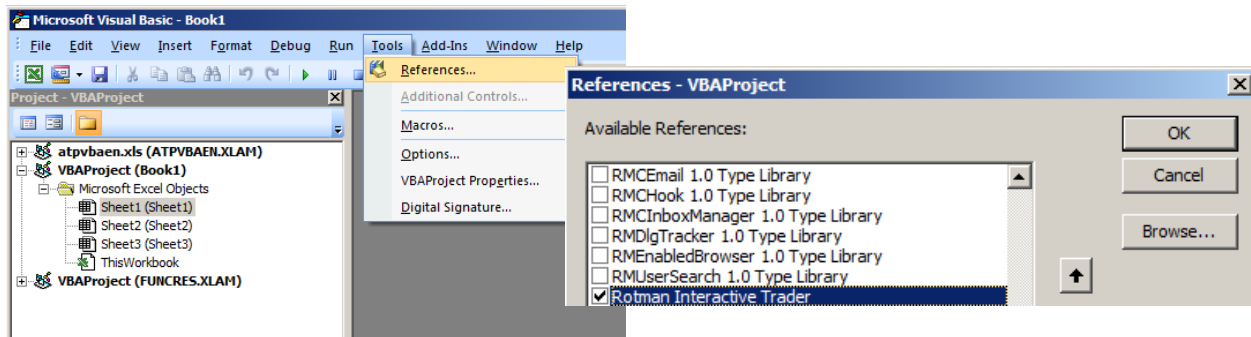 Microsoft Visual Basic - Book1
File Edit View Insert Format Debug Run Tools Add-Ins Window Help
Project - VBAProject
atpvbaen.xls (ATPVBAEN.XLAM)
VBAProject (Book1)
Microsoft Excel Objects
Sheet1 (Sheet1)
Sheet2 (Sheet2)
Sheet3 (Sheet3)
ThisWorkbook
VBAProject (FUNCRES.XLAM)
References...
Additional Controls...
Macros...
Options...
VBAProject Properties...
Digital Signature...
References - VBAProject
Available References:
RMCEmail 1.0 Type Library
RMCHook 1.0 Type Library
RMCInboxManager 1.0 Type Library
RMDlgTracker 1.0 Type Library
RMEnabledBrowser 1.0 Type Library
RMUserSearch 1.0 Type Library
Rotman Interactive Trader
OK
Cancel
Browse...